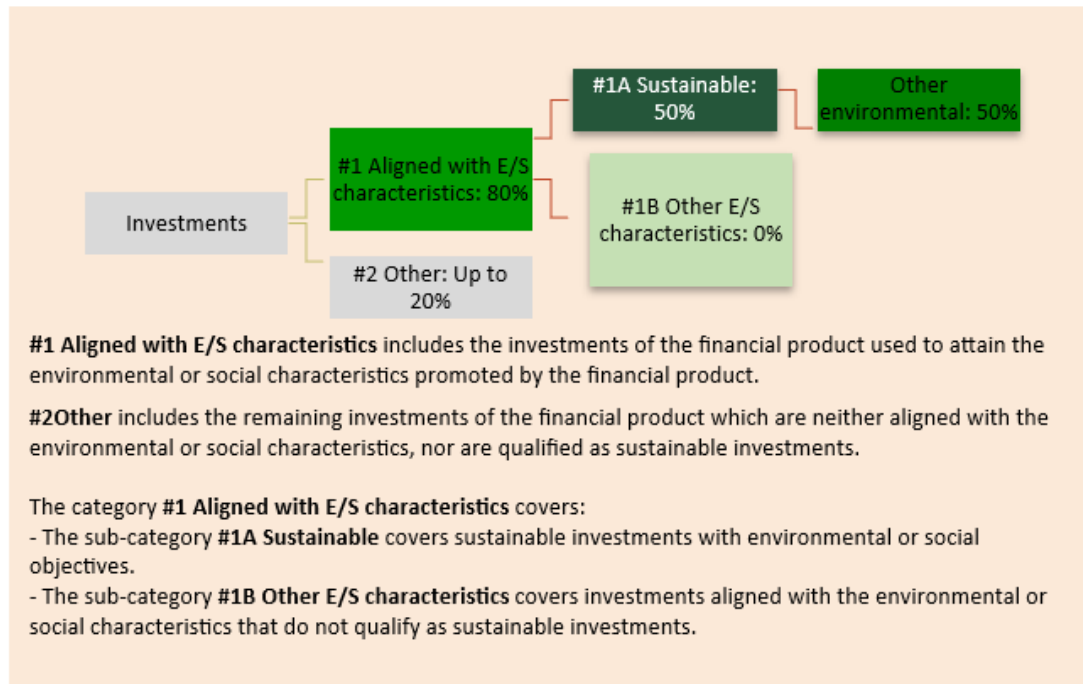 #1A Sustainable:
50%
Other
environmental: 50%
#1 Aligned with E/S
characteristics: 80%
#1B Other E/S
characteristics: 0%
Investments
#2 Other: Up to
20%
#1 Aligned with E/S characteristics includes the investments of the financial product used to attain the
environmental or social characteristics promoted by the financial product.
#2Other includes the remaining investments of the financial product which are neither aligned with the
environmental or social characteristics, nor are qualified as sustainable investments.
The category #1 Aligned with E/S characteristics covers:
- The sub-category #1A Sustainable covers sustainable investments with environmental or social
objectives.
- The sub-category #1B Other E/S characteristics covers investments aligned with the environmental or
social characteristics that do not qualify as sustainable investments.